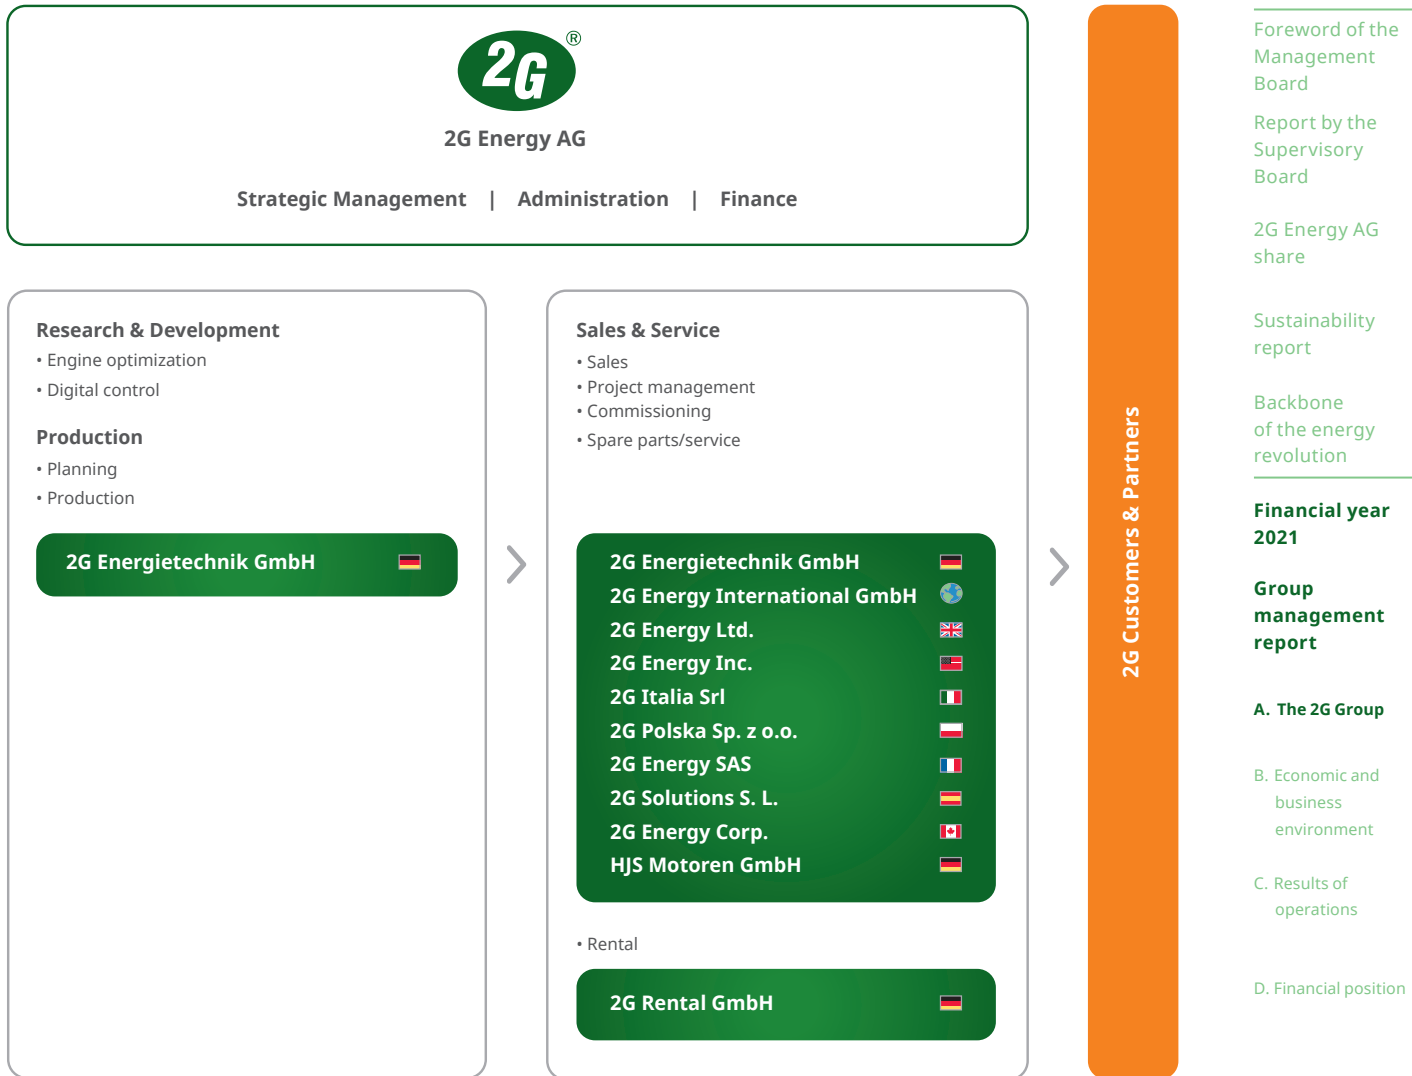 2G ®
2G Energy AG
Strategic Management | Administration | Finance
Research & Development
• Engine optimization
• Digital control
Production
• Planning
• Production
2G Energietechnik GmbH
Sales & Service
• Sales
• Project management
• Commissioning
• Spare parts/service
2G Energietechnik GmbH
2G Energy International GmbH
2G Energy Ltd.
2G Energy Inc.
2G Italia Srl
2G Polska Sp. z o.o.
2G Energy SAS
2G Solutions S. L.
2G Energy Corp.
HJS Motoren GmbH
• Rental
2G Rental GmbH
2G Customers & Partners
Foreword of the
Management
Board
Report by the
Supervisory
Board
2G Energy AG
share
Sustainability
report
Backbone
of the energy
revolution
Financial year
2021
Group
management
report
A. The 2G Group
B. Economic and
business
environment
C. Results of
operations
D. Financial position